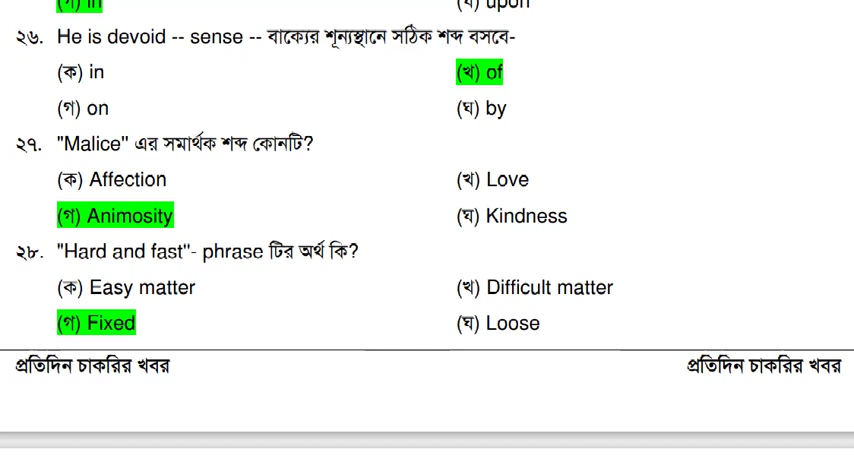 (গ) in (ঘ) upon
২৬. He is devoid -- sense -- বাক্যের শূন্যস্থানে সঠিক শব্দ বসবে-
(ক) in (খ) of
(গ) on (ঘ) by
২৭. "Malice" এর সমার্থক শব্দ কোনটি?
(ক) Affection (খ) Love
(গ) Animosity (ঘ) Kindness
২৮. "Hard and fast"- phrase টির অর্থ কি?
(ক) Easy matter (খ) Difficult matter
(গ) Fixed (ঘ) Loose
প্রতিদিন চাকরির খবর প্রতিদিন চাকরির খবর